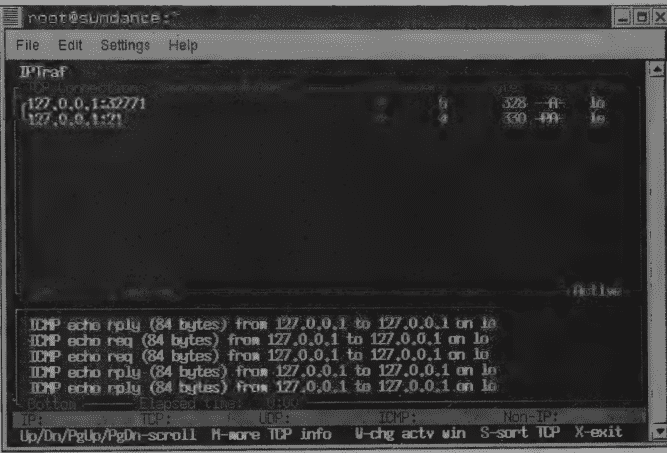 root@sundance:
File Edit Settings Help
IPTraf
TCP Connections
127.0.0.1:32771 = 6 328 -A- lo
127.0.0.1:21 = 330 -PA- lo
Active
ICMP echo rply (84 bytes) from 127.0.0.1 to 127.0.0.1 on lo
ICMP echo req (84 bytes) from 127.0.0.1 to 127.0.0.1 on lo
ICMP echo req (84 bytes) from 127.0.0.1 to 127.0.0.1 on lo
ICMP echo rply (84 bytes) from 127.0.0.1 to 127.0.0.1 on lo
ICMP echo rply (84 bytes) from 127.0.0.1 to 127.0.0.1 on lo
Bottom Elapsed time: 0:00
IP: TCP: UDP: ICMP: Non-IP:
Up/Dn/PgUp/PgDn-scroll M-more TCP info W-chg actv win S-sort TCP X-exit